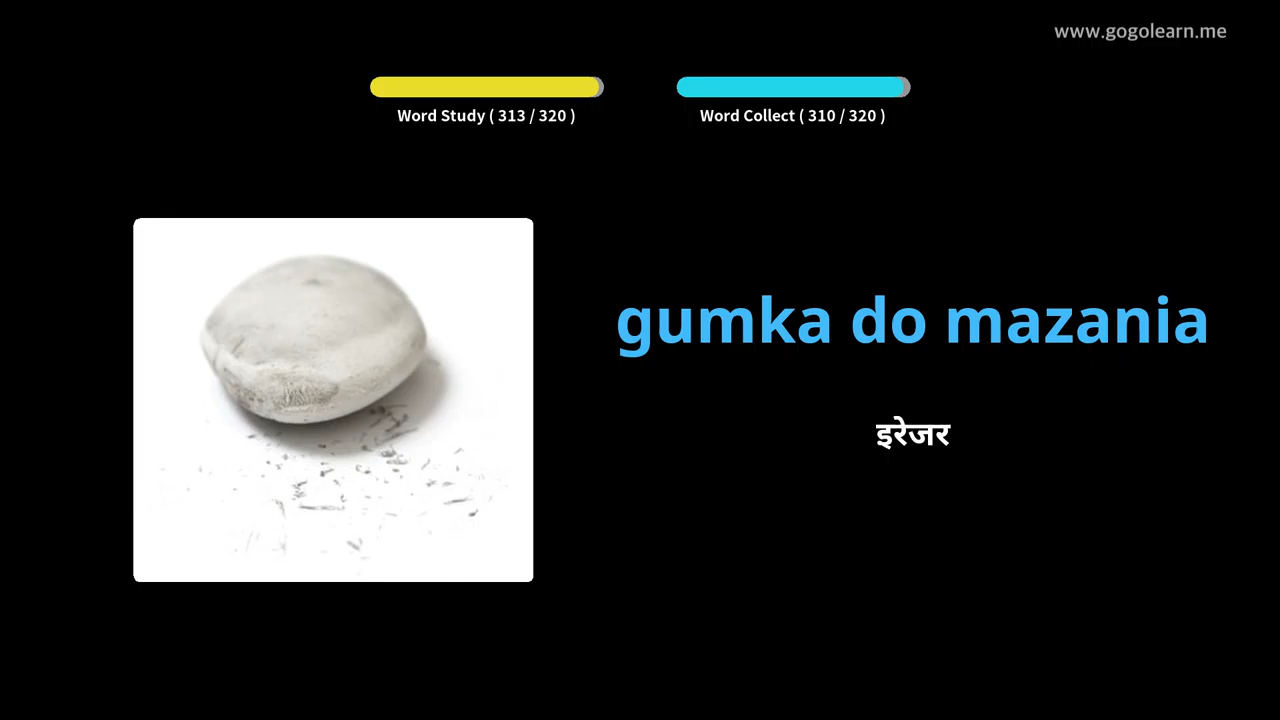 www.gogolearn.me
Word Study ( 313 / 320 )
Word Collect ( 310 / 320 )
gumka do mazania
इरेजर